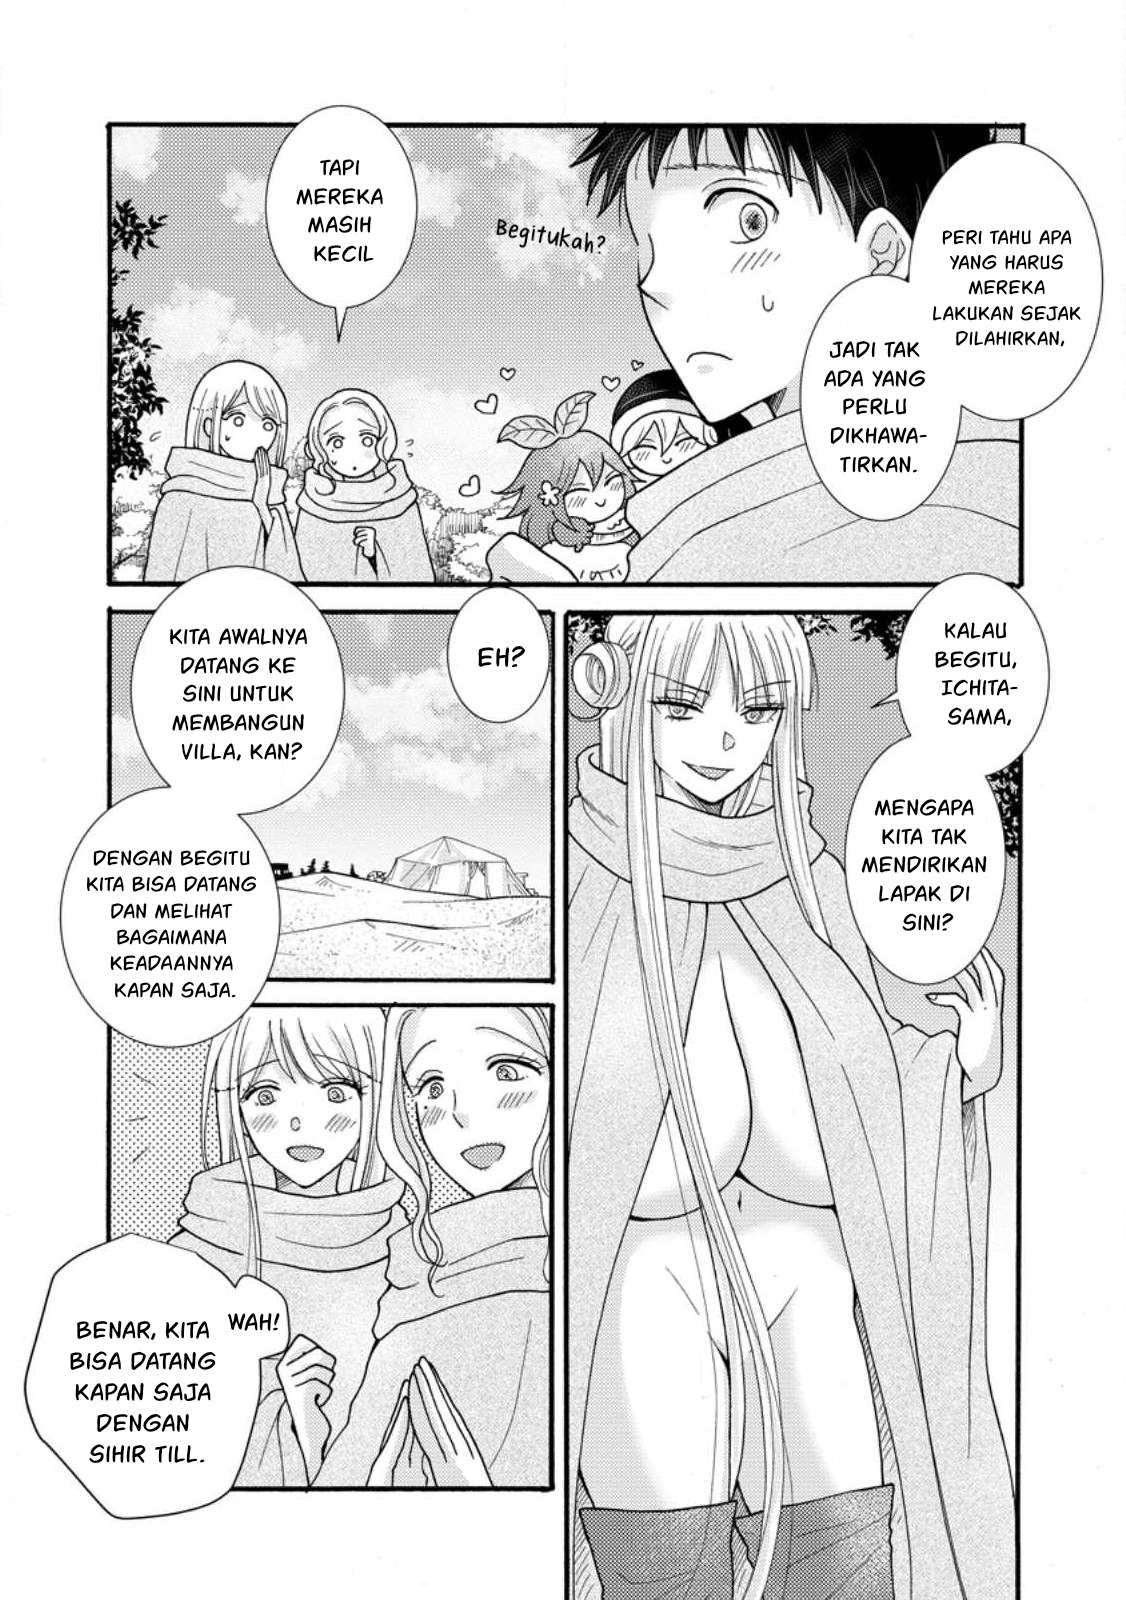 PERI TAHU APA
YANG HARUS
MEREKA
LAKUKAN SEJAK
DILAHIRKAN,
JADI TAK
ADA YANG
PERLU
DIKHAWA-
TIRKAN.
Begitukah?
TAPI
MEREKA
MASIH
KECIL
KALAU
BEGITU,
ICHITA-
SAMA,
MENGAPA
KITA TAK
MENDIRIKAN
LAPAK DI
SINI?
EH?
KITA AWALNYA
DATANG KE
SINI UNTUK
MEMBANGUN
VILLA, KAN?
DENGAN BEGITU
KITA BISA DATANG
DAN MELIHAT
BAGAIMANA
KEADAANNYA
KAPAN SAJA.
WAH!
BENAR, KITA
BISA DATANG
KAPAN SAJA
DENGAN
SIHIR TILL.